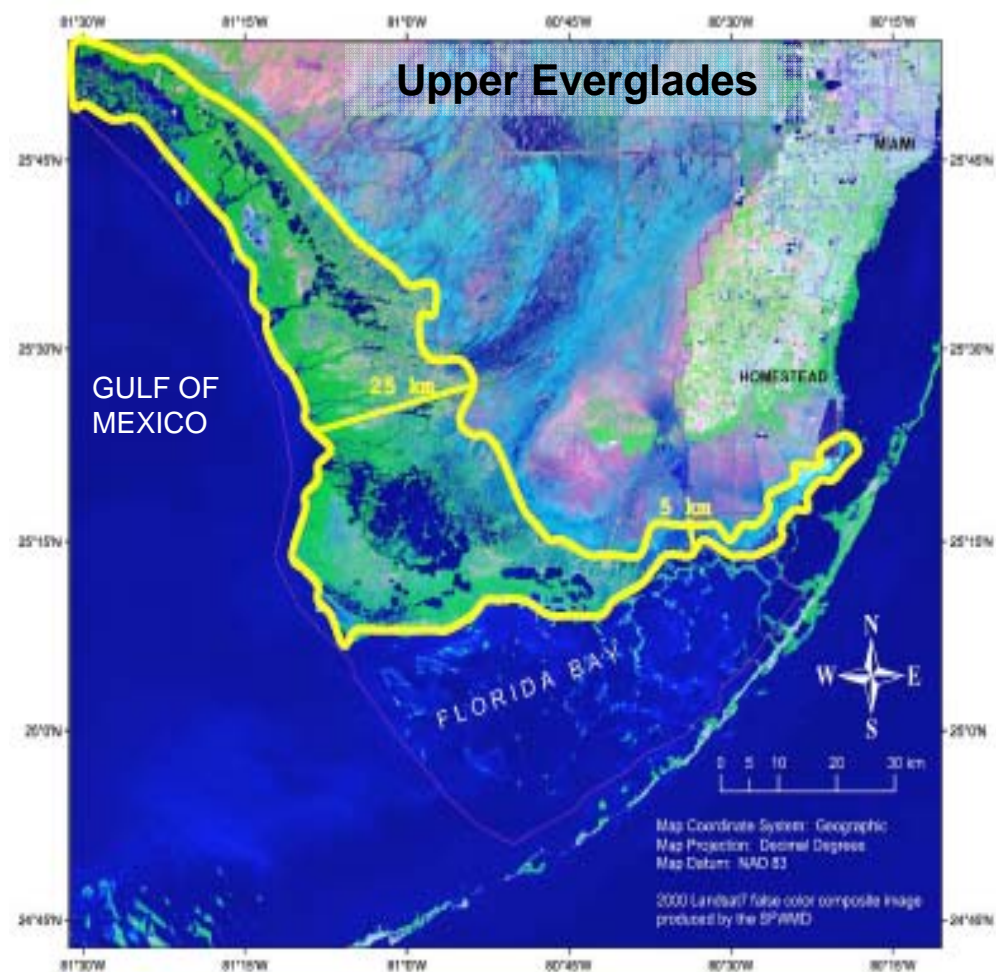 81°30'W 81°15'W 81°0'W 80°45'W 80°30'W 80°15'W
Upper Everglades
MIAMI
25°45'N 25°45'N
25°30'N 25°30'N
HOMESTEAD
GULF OF
MEXICO
25 km
5 km
25°15'N 25°15'N
FLORIDA BAY
N
W E
S
25°0'N 25°0'N
0 5 10 20 30 km
Map Coordinate System: Geographic
Map Projection: Decimal Degrees
Map Datum: NAD 83
2000 Landsat7 false color composite image
produced by the SFWMD
24°45'N 24°45'N
81°30'W 81°15'W 81°0'W 80°45'W 80°30'W 80°15'W